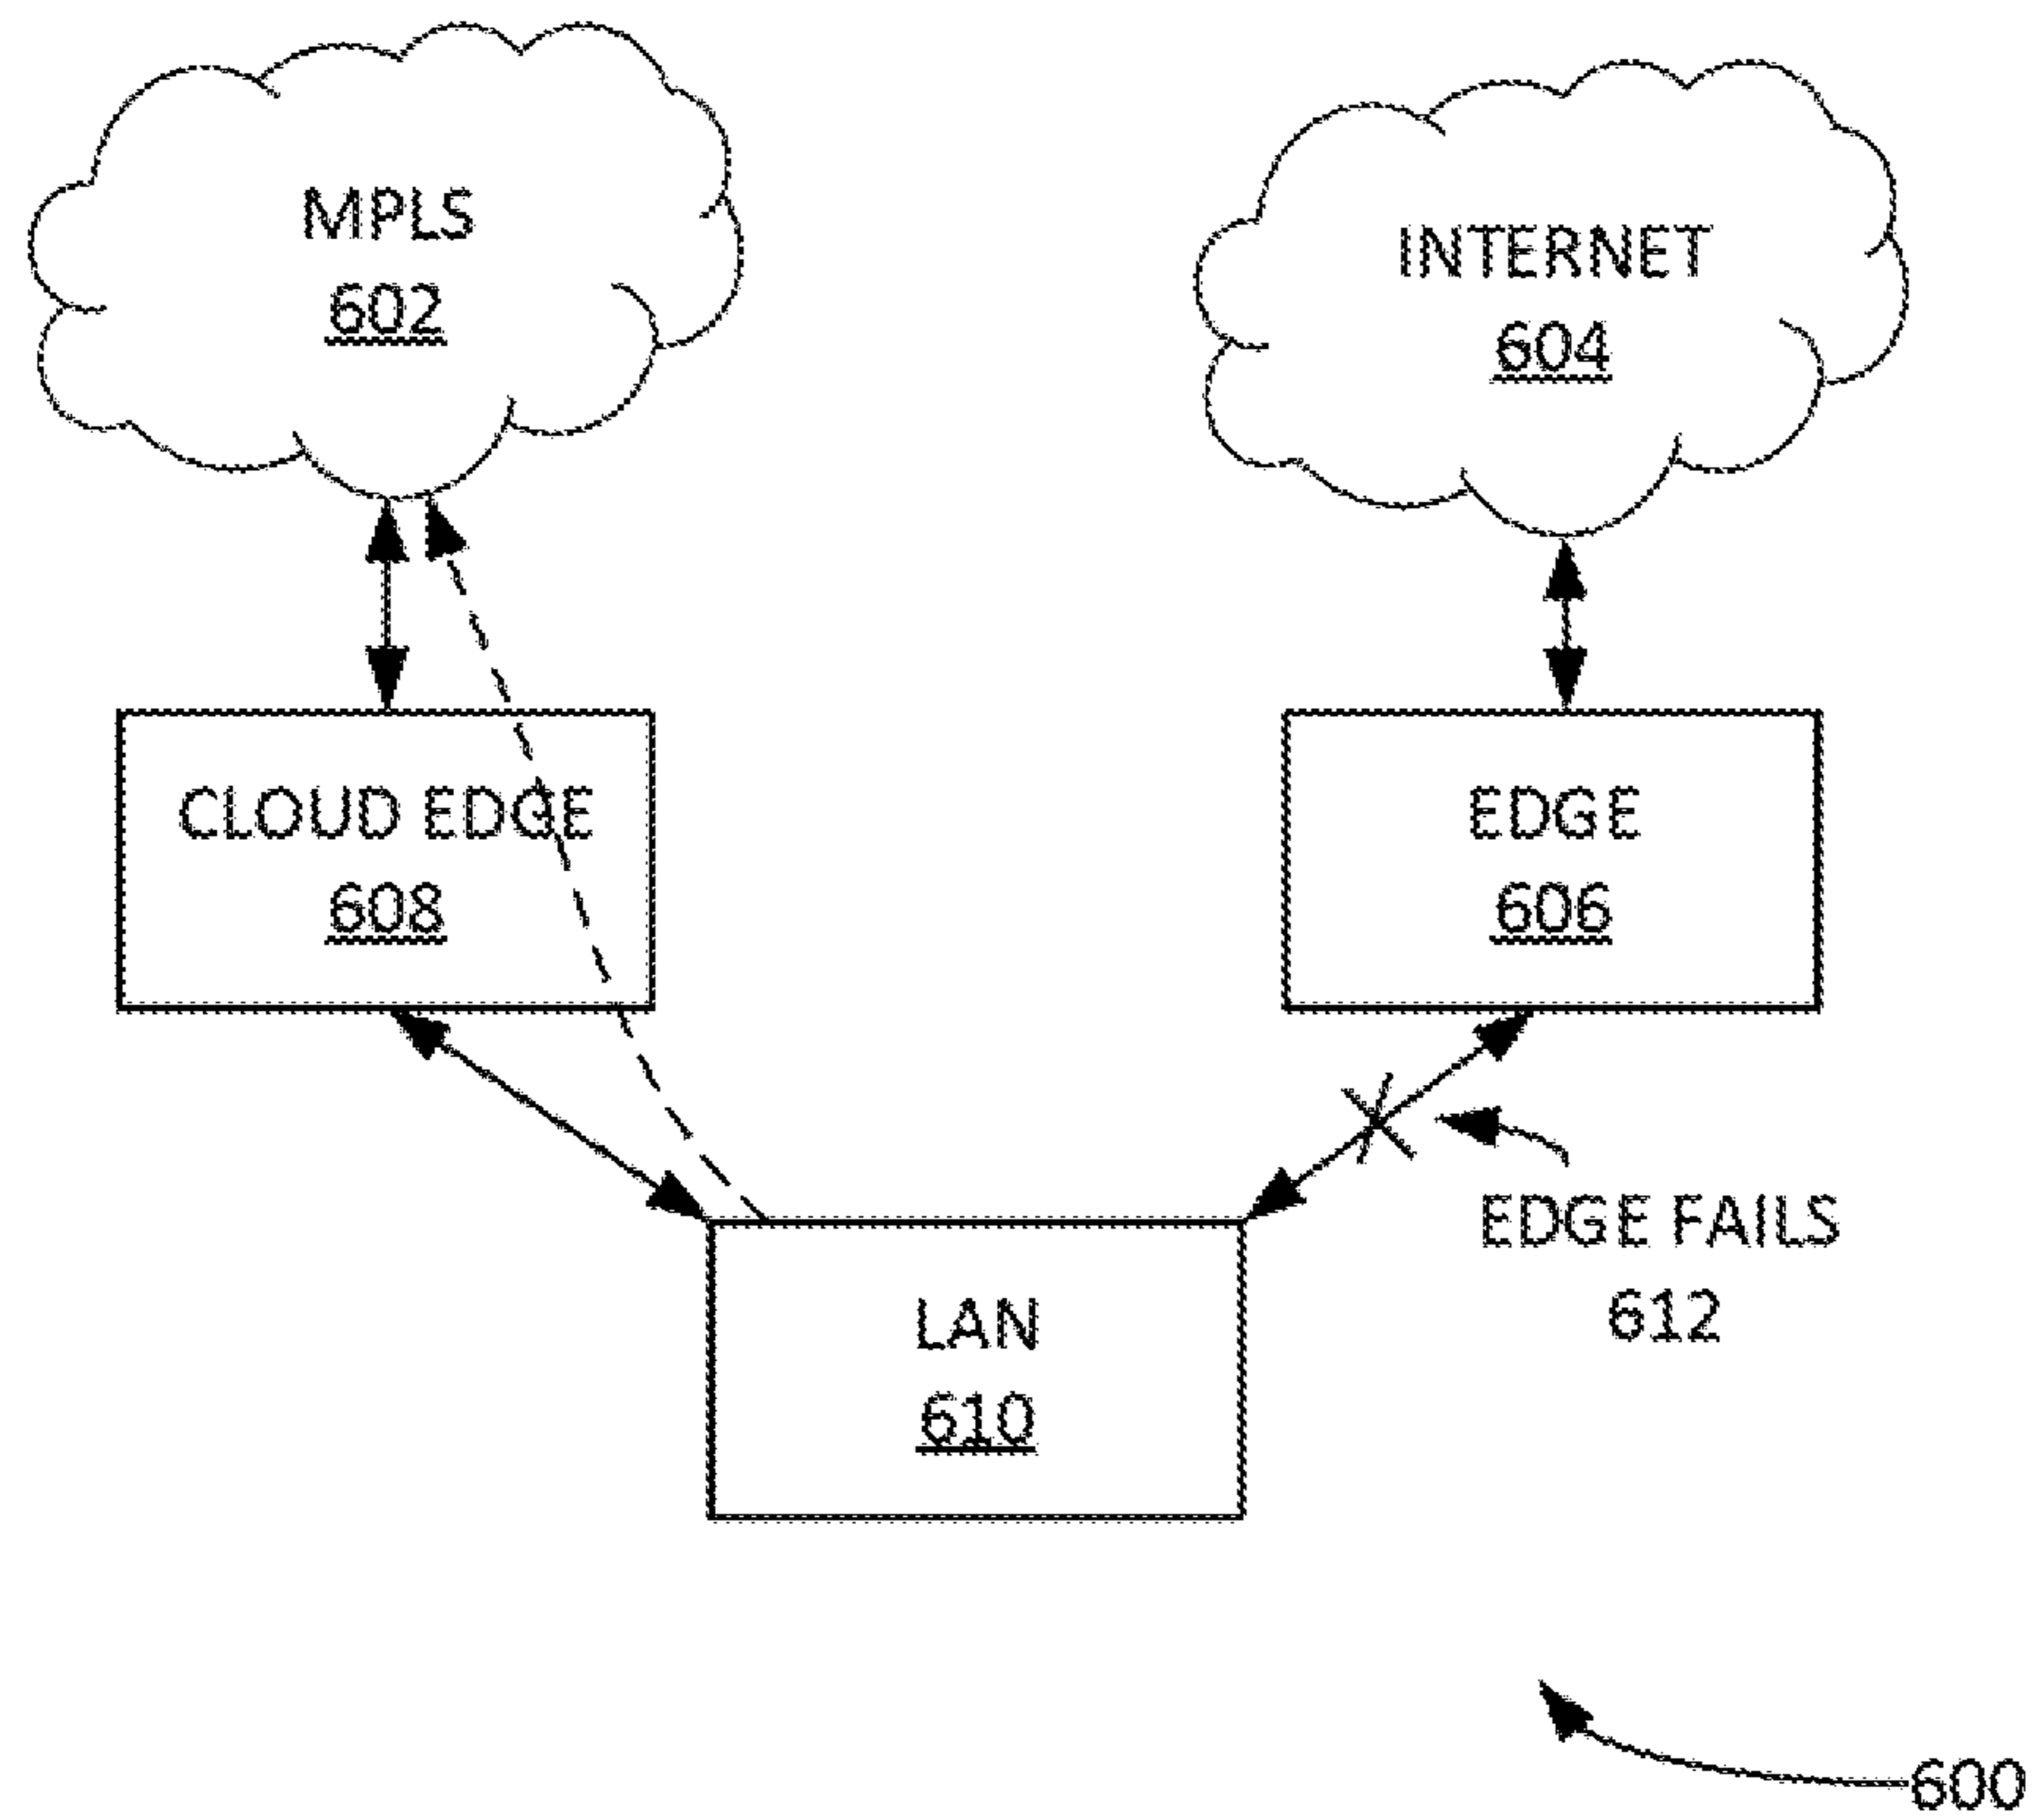 MPLS
602
INTERNET
604
CLOUD EDGE
608
EDGE
606
EDGE FAILS
612
LAN
610
600